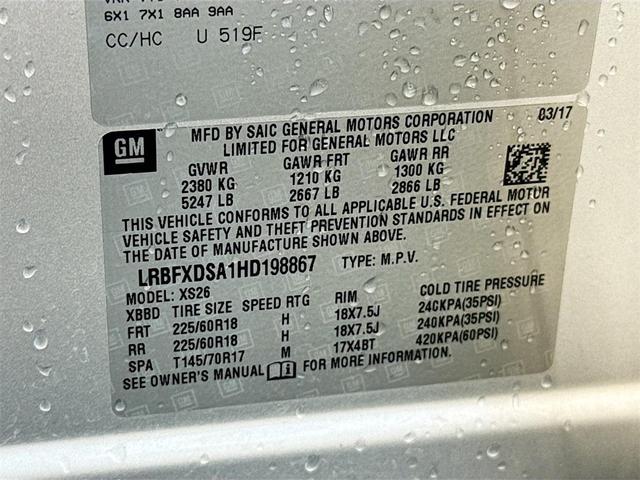 6X1 7X1 8AA 9AA
CC/HC U 519F
GM
MFD BY SAIC GENERAL MOTORS CORPORATION 03/17
LIMITED FOR GENERAL MOTORS LLC
GVWR GAWR FRT GAWR RR
2380 KG 1210 KG 1300 KG
5247 LB 2667 LB 2866 LB
THIS VEHICLE CONFORMS TO ALL APPLICABLE U.S. FEDERAL MOTOR
VEHICLE SAFETY AND THEFT PREVENTION STANDARDS IN EFFECT ON
THE DATE OF MANUFACTURE SHOWN ABOVE.
LRBFXDSA1HD198867 TYPE: M.P.V.
MODEL: XS26
XBBD TIRE SIZE SPEED RTG RIM COLD TIRE PRESSURE
FRT 225/60R18 H 18X7.5J 240KPA(35PSI)
RR 225/60R18 H 18X7.5J 240KPA(35PSI)
SPA T145/70R17 M 17X4BT 420KPA(60PSI)
SEE OWNER'S MANUAL FOR MORE INFORMATION.